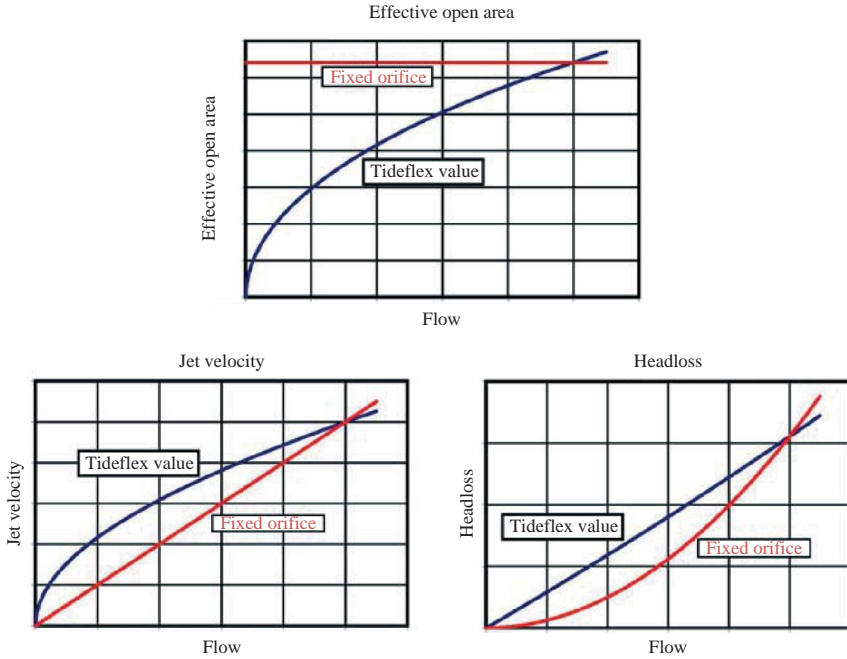 Effective open area
Effective open area
Fixed orifice
Tideflex value
Flow
Jet velocity
Jet velocity
Tideflex value
Fixed orifice
Flow
Headloss
Headloss
Tideflex value
Fixed orifice
Flow